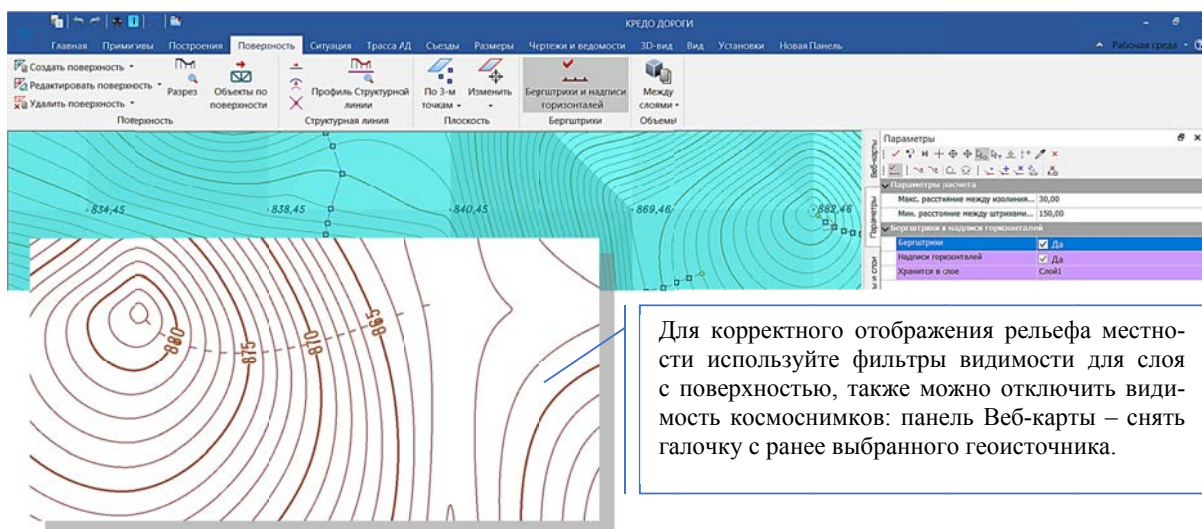 КРЕДО ДОРОГИ
Главная Примитивы Построения Поверхность Ситуация Трасса АД Съезды Размеры Чертежи и ведомости 3D-вид Вид Установки Новая Панель Рабочая среда
Создать поверхность
Редактировать поверхность
Удалить поверхность
Разрез
Объекты по
поверхности
Профиль Структурной
линии
По 3-м
точкам
Изменить
Бергштрихи и надписи
горизонталей
Между
слоями
Поверхность Структурная линия Плоскость Бергштрихи Объемы
834,45 838,45 840,45 869,46 882,46
Веб-карты
Параметры
ы и слои
Параметры
Параметры расчета
Макс. расстояние между изолиния... 30,00
Мин. расстояние между штрихами... 150,00
Бергштрихи и надписи горизонталей
Бергштрихи Да
Надписи горизонталей Да
Хранится в слое Слой1
880 875 870 865
Для корректного отображения рельефа местно-
сти используйте фильтры видимости для слоя
с поверхностью, также можно отключить види-
мость космоснимков: панель Веб-карты – снять
галочку с ранее выбранного геоисточника.